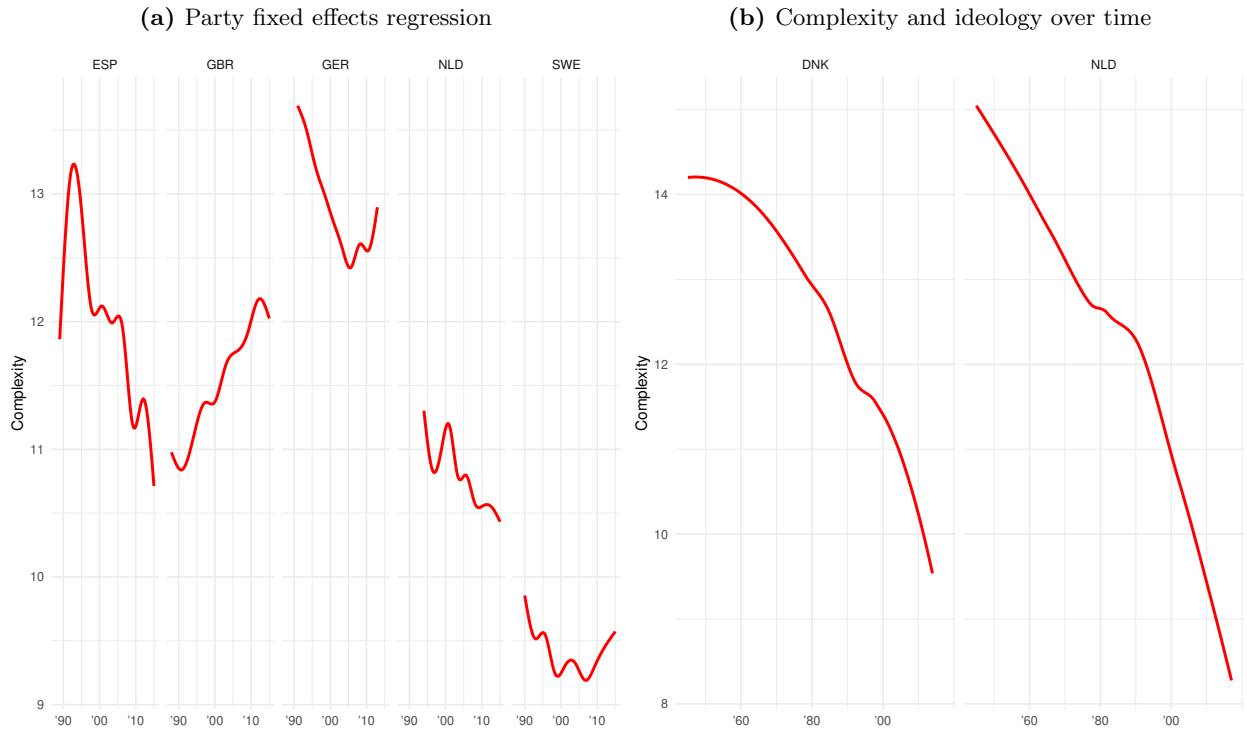 (a) Party fixed effects regression
ESP GBR GER NLD SWE
Complexity
13
12
11
10
9
'90 '00 '10 '90 '00 '10 '90 '00 '10 '90 '00 '10 '90 '00 '10
(b) Complexity and ideology over time
DNK NLD
Complexity
14
12
10
8
'60 '80 '00 '60 '80 '00